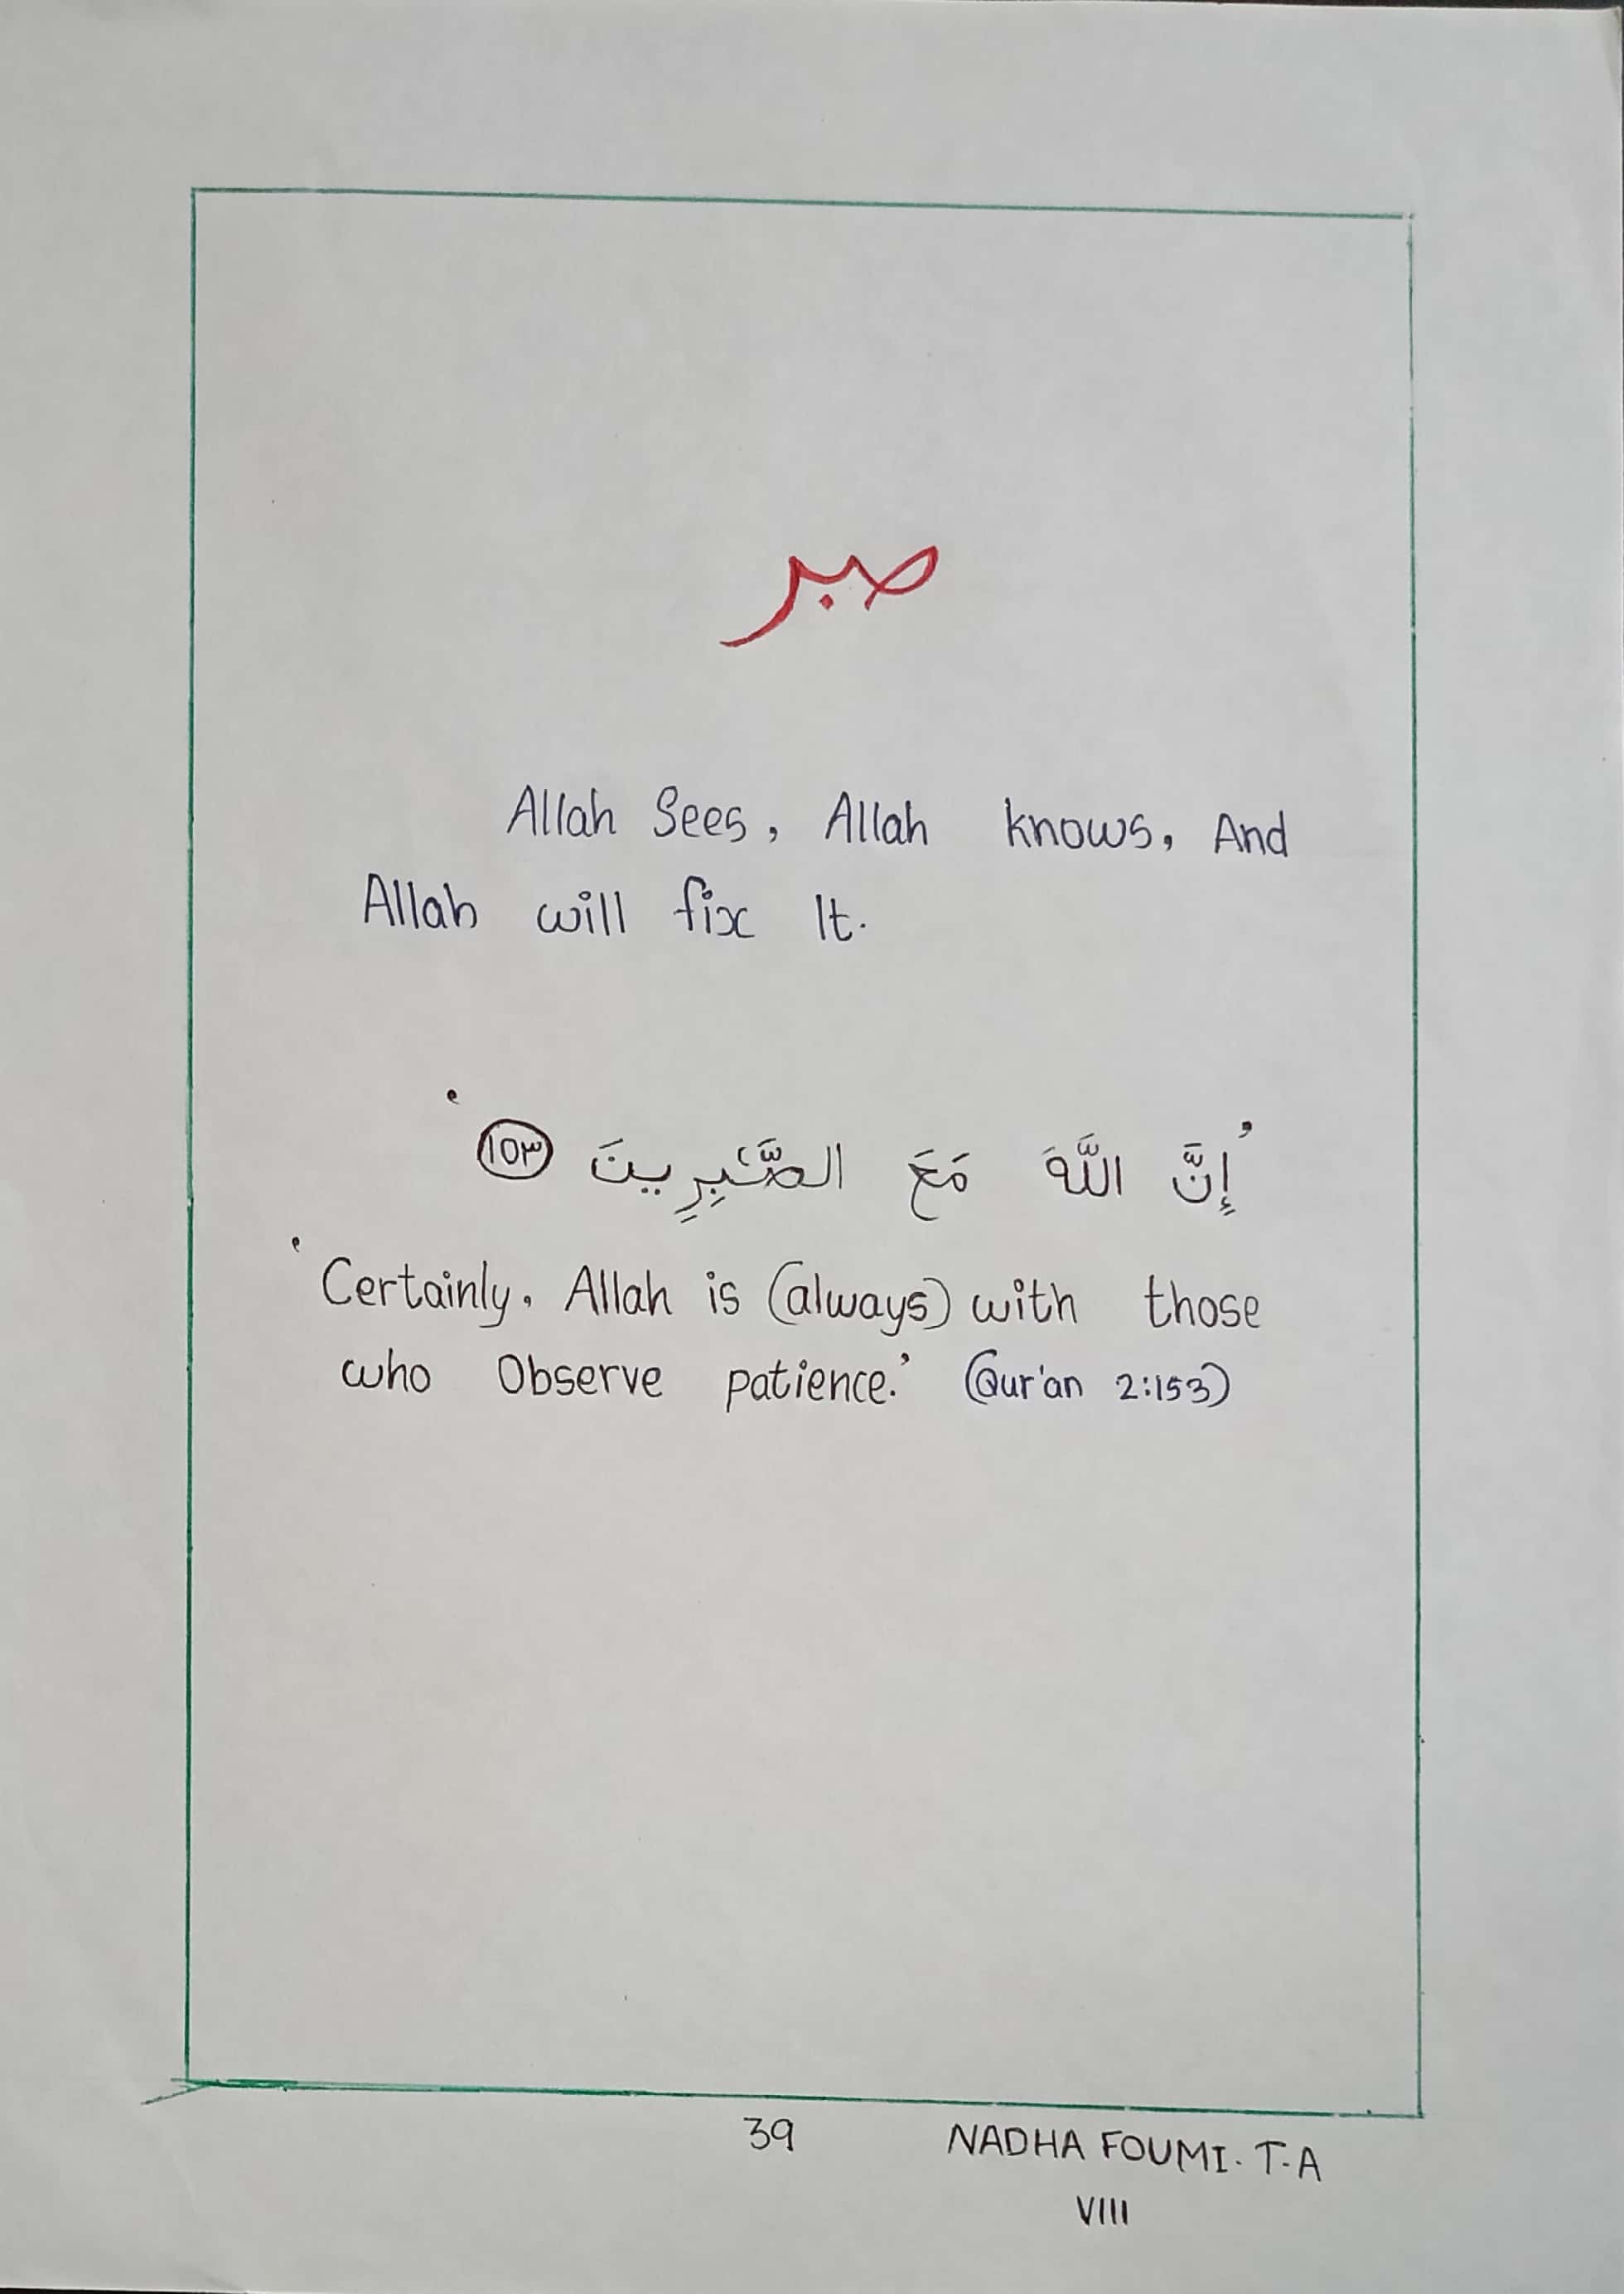 صبر
Allah Sees, Allah knows, And
Allah will fix It.
'إِنَّ اللَّهَ مَعَ الصَّٰبِرِينَ ١٥٣'
'Certainly, Allah is (always) with those
who Observe patience.' (Qur'an 2:153)
39 NADHA FOUMI. T.A
VIII